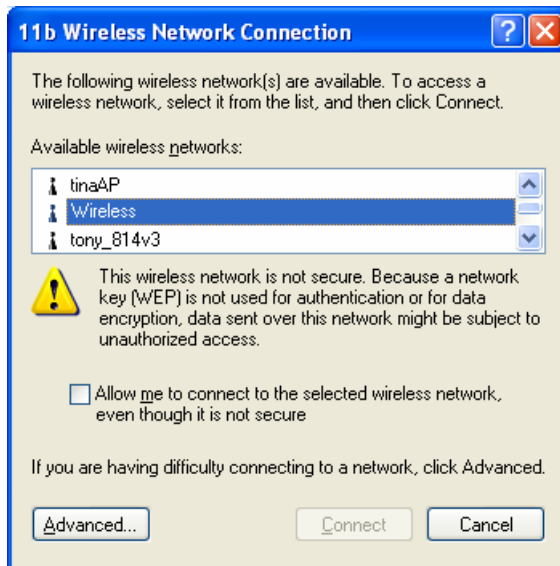 11b Wireless Network Connection
The following wireless network(s) are available. To access a
wireless network, select it from the list, and then click Connect.
Available wireless networks:
tinaAP
Wireless
tony_814v3
This wireless network is not secure. Because a network
key (WEP) is not used for authentication or for data
encryption, data sent over this network might be subject to
unauthorized access.
Allow me to connect to the selected wireless network,
even though it is not secure
If you are having difficulty connecting to a network, click Advanced.
Advanced... Connect Cancel